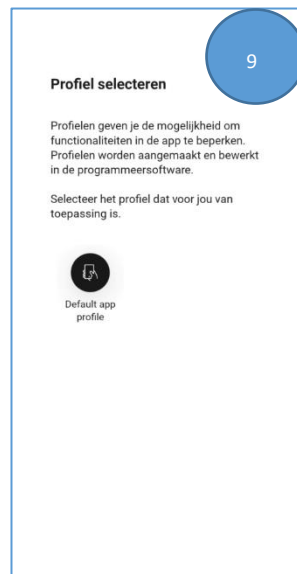 9
Profiel selecteren
Profielen geven je de mogelijkheid om
functionaliteiten in de app te beperken.
Profielen worden aangemaakt en bewerkt
in de programmeersoftware.
Selecteer het profiel dat voor jou van
toepassing is.
Default app
profile